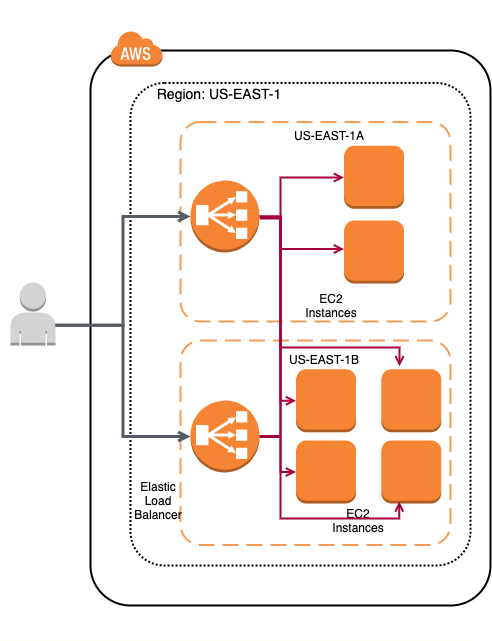 AWS
Region: US-EAST-1
US-EAST-1A
EC2
Instances
US-EAST-1B
Elastic
Load
Balancer
EC2
Instances